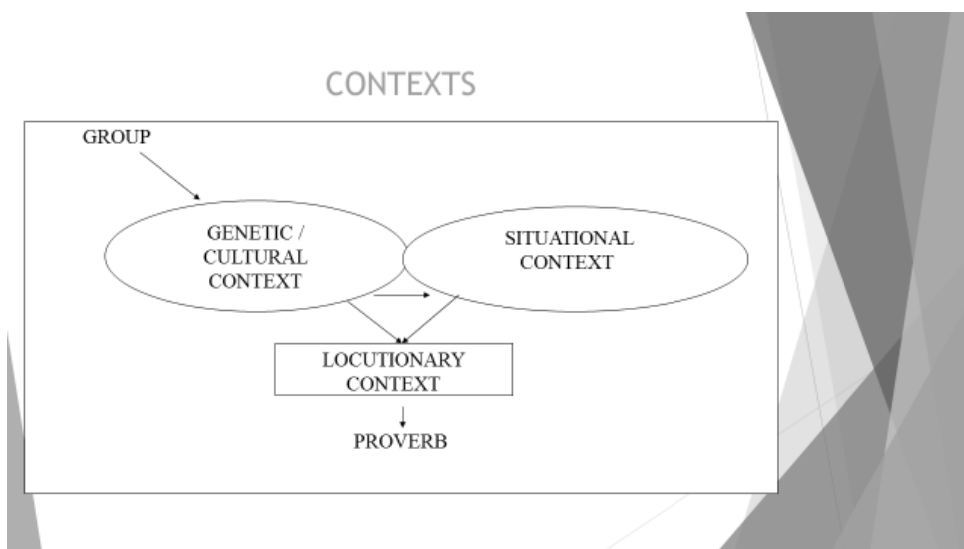 CONTEXTS
GROUP
GENETIC /
CULTURAL
CONTEXT
SITUATIONAL
CONTEXT
LOCUTIONARY
CONTEXT
PROVERB